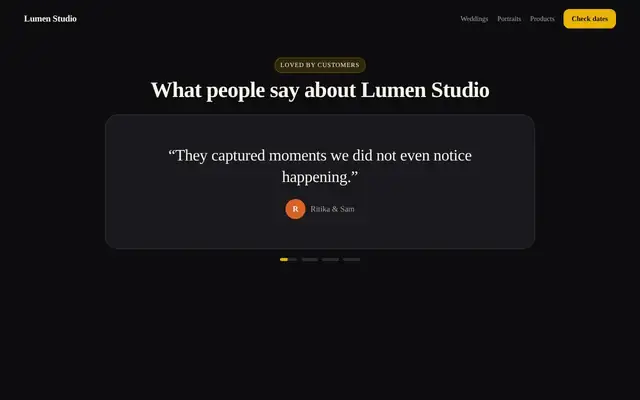 Lumen Studio
Weddings Portraits Products Check dates
LOVED BY CUSTOMERS
What people say about Lumen Studio
“They captured moments we did not even notice
happening.”
R Ritika & Sam